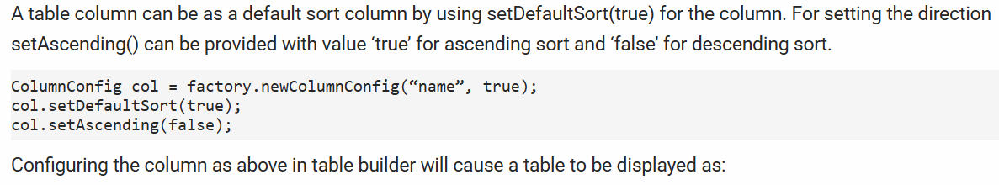 A table column can be as a default sort column by using setDefaultSort(true) for the column. For setting the direction
setAscending() can be provided with value ‘true’ for ascending sort and ‘false’ for descending sort.
ColumnConfig col = factory.newColumnConfig(“name”, true);
col.setDefaultSort(true);
col.setAscending(false);
Configuring the column as above in table builder will cause a table to be displayed as: